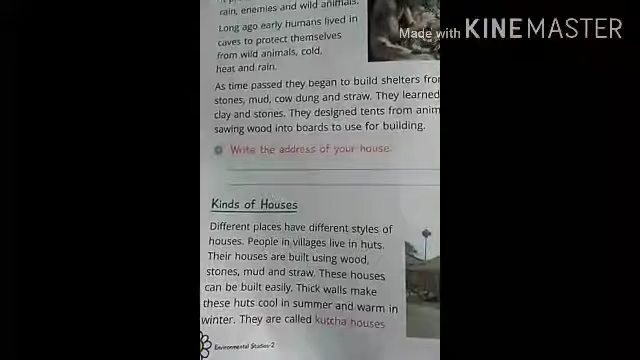 rain, enemies and wild animals.
Long ago early humans lived in
caves to protect themselves
from wild animals, cold,
heat and rain.
As time passed they began to build shelters from
stones, mud, cow dung and straw. They learned
clay and stones. They designed tents from anim
sawing wood into boards to use for building.
Write the address of your house.
Kinds of Houses
Different places have different styles of
houses. People in villages live in huts.
Their houses are built using wood,
stones, mud and straw. These houses
can be built easily. Thick walls make
these huts cool in summer and warm in
winter. They are called kutcha houses
Environmental Studies-2
Made with KINEMASTER